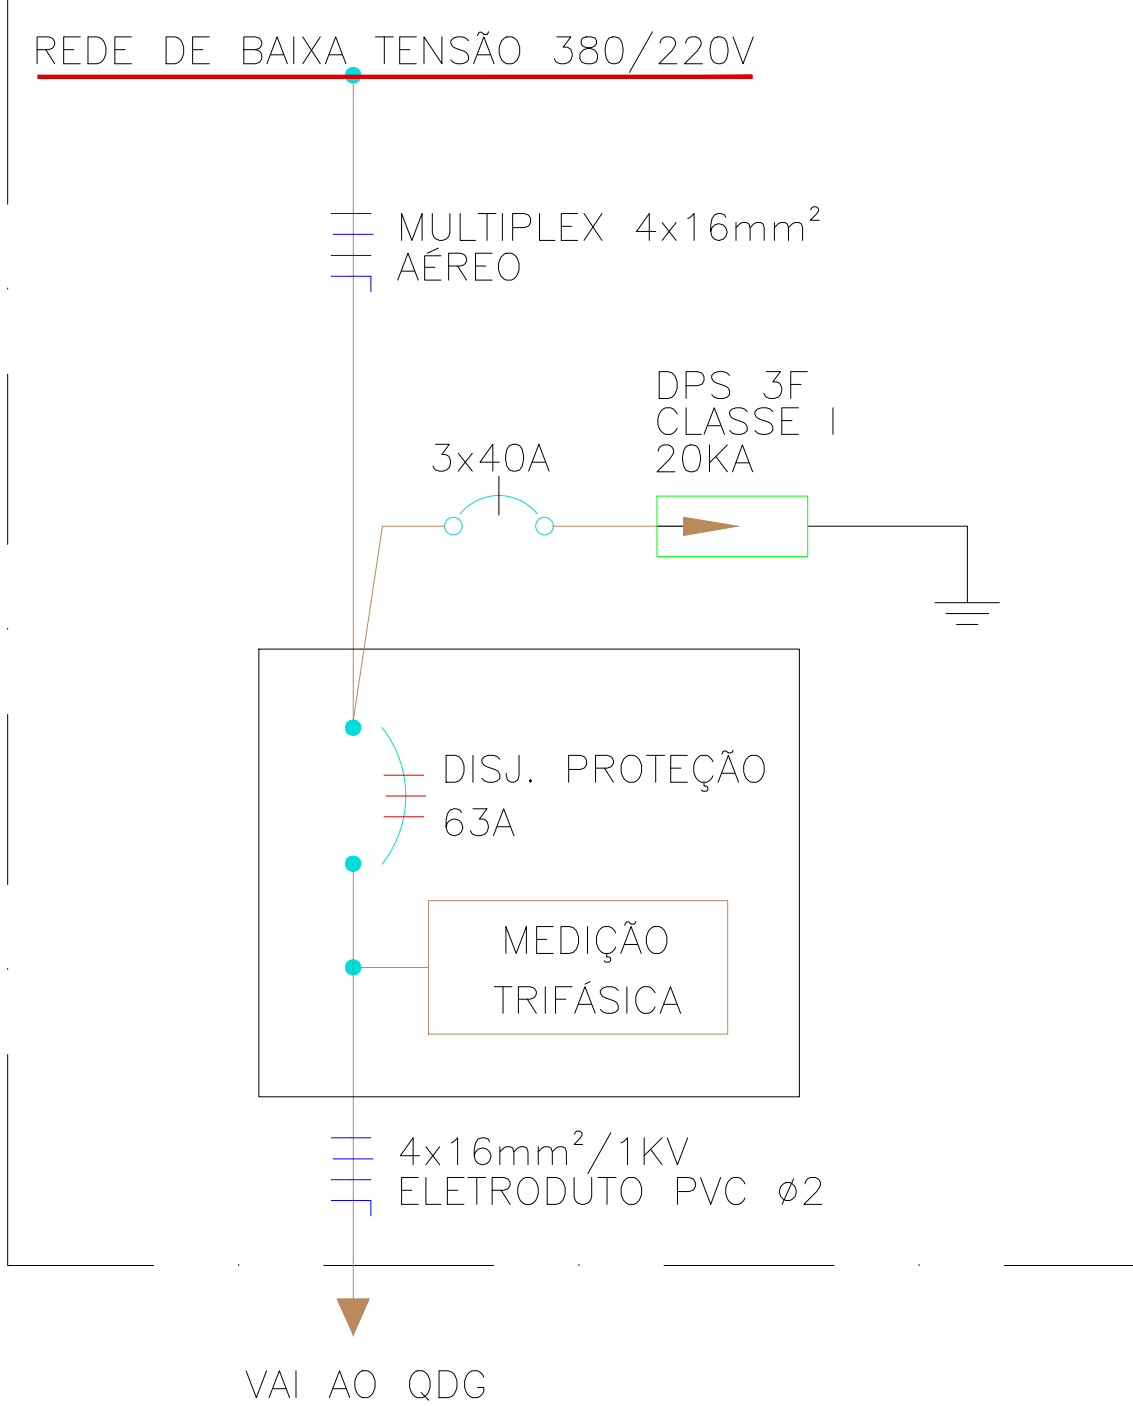 REDE DE BAIXA TENSÃO 380/220V
MULTIPLEX 4x16mm²
AÉREO
DPS 3F
CLASSE I
20KA
3x40A
DISJ. PROTEÇÃO
63A
MEDIÇÃO
TRIFÁSICA
4x16mm²/1KV
ELETRODUTO PVC ø2
VAI AO QDG